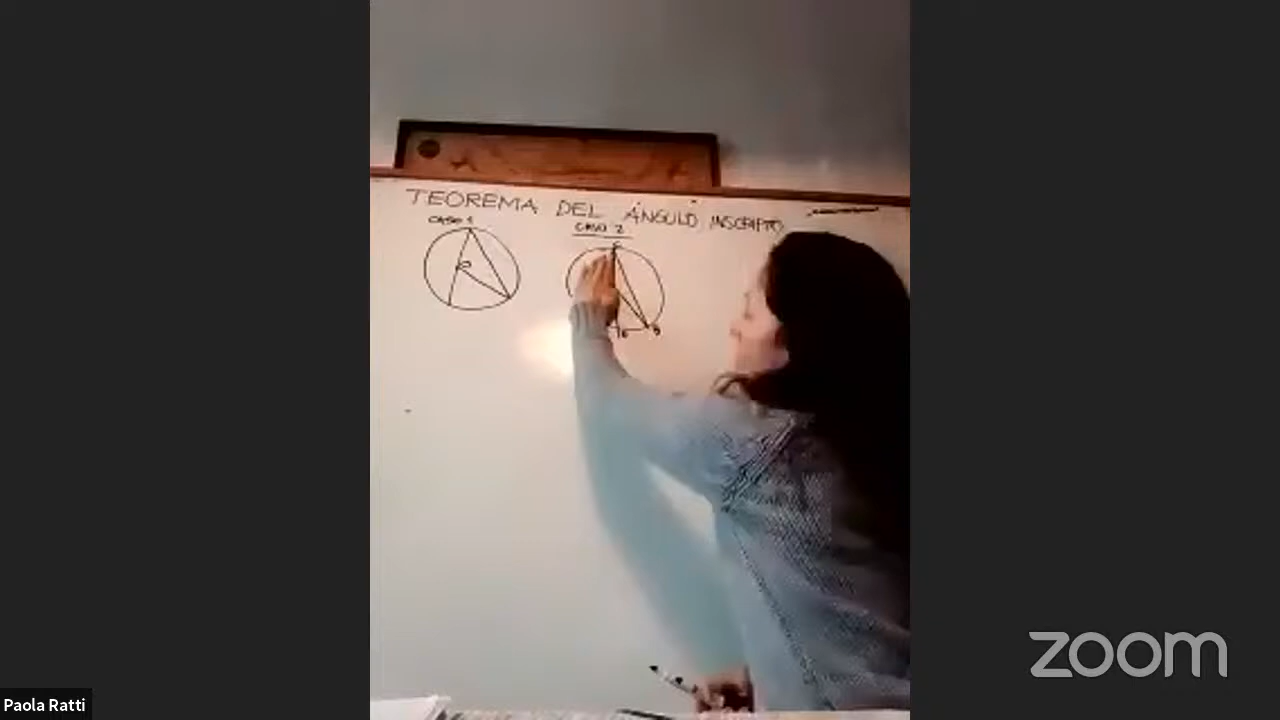 TEOREMA DEL ÁNGULO INSCRIPTO
CASO 1
CASO 2
Paola Ratti
zoom